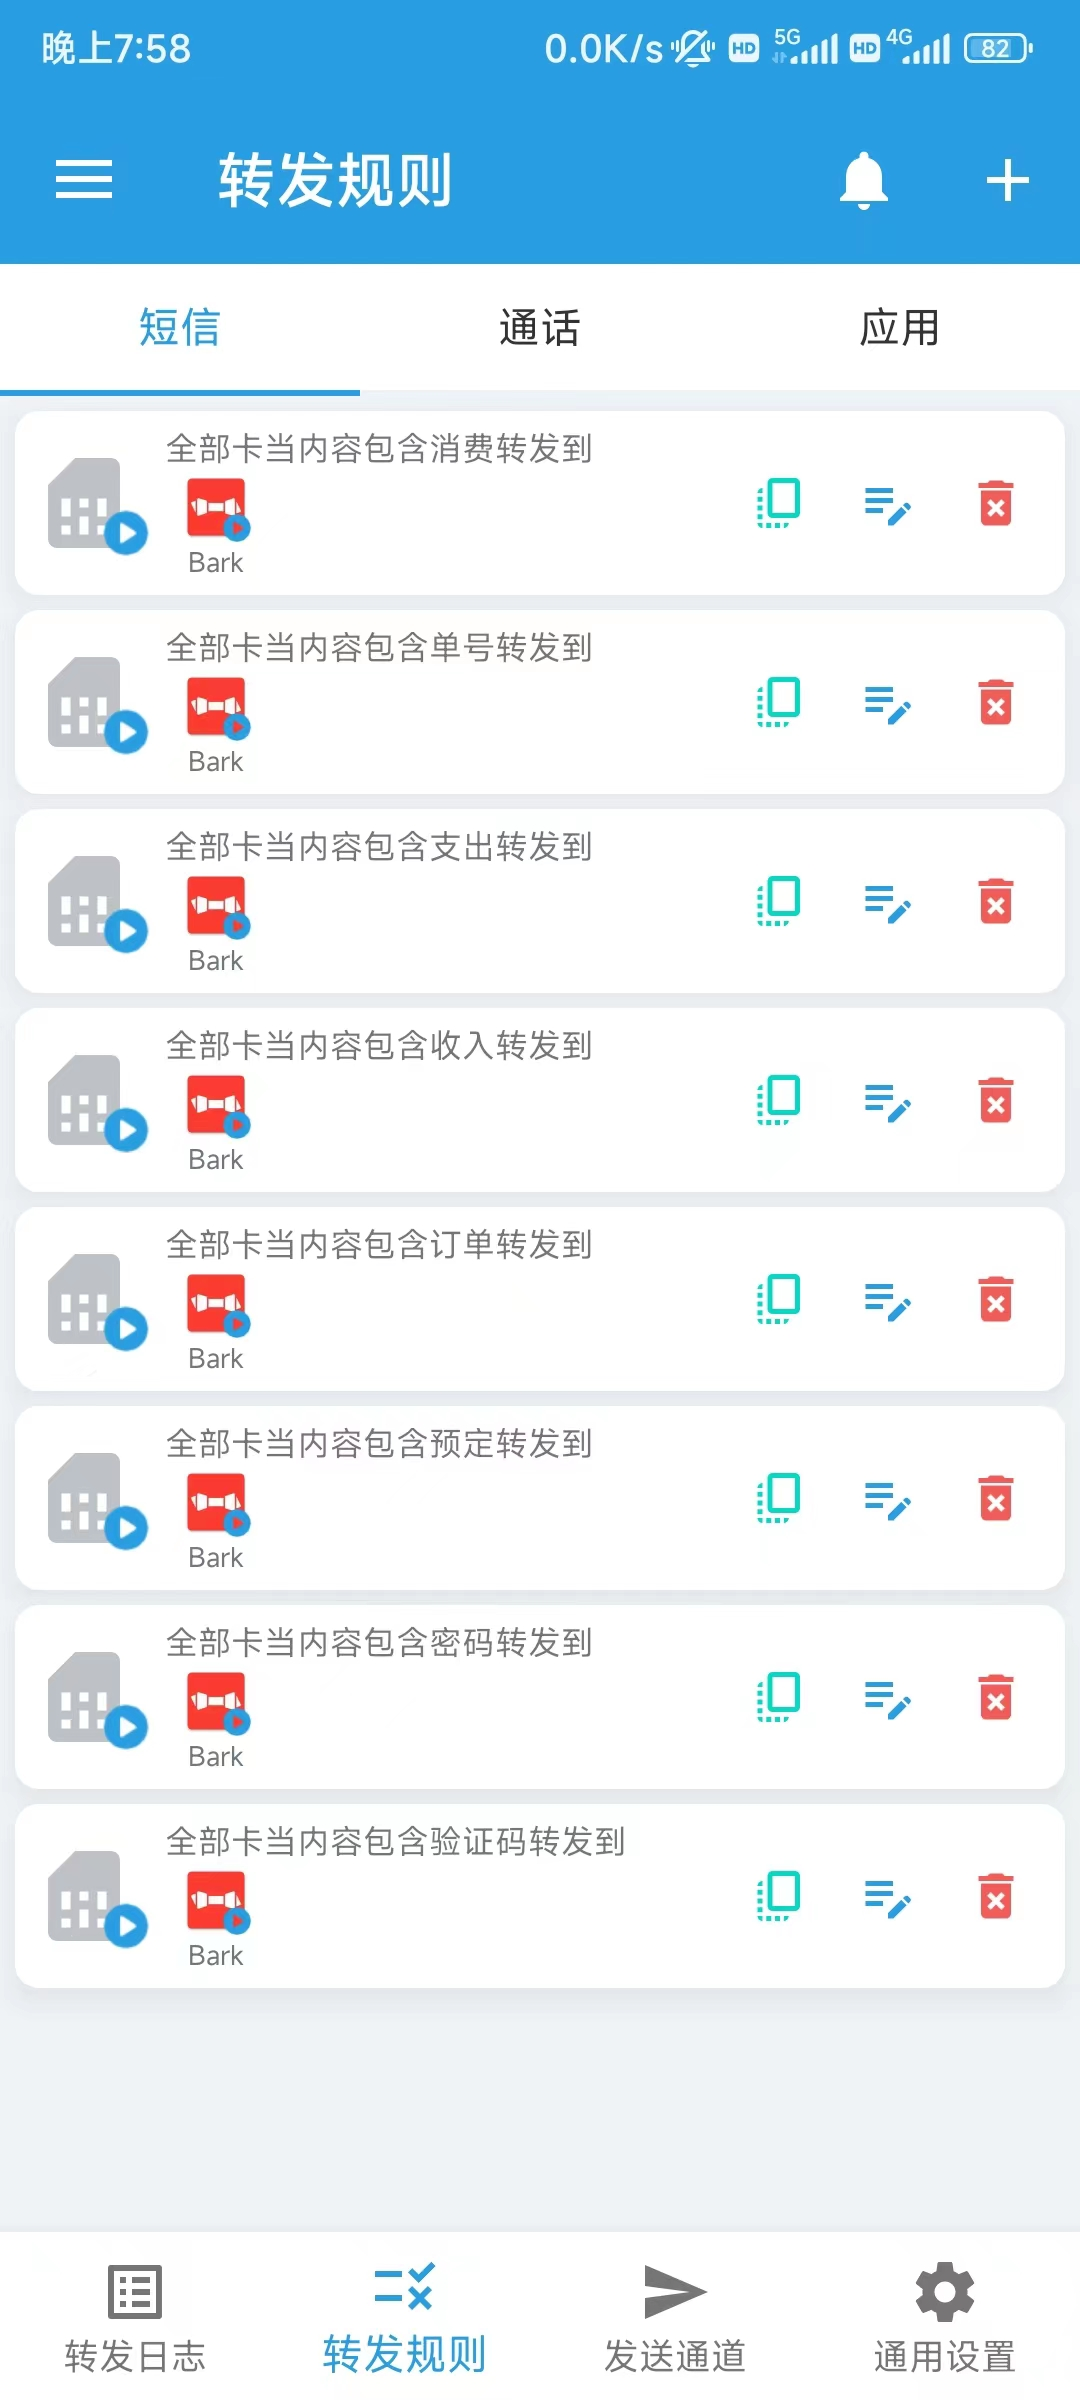 晚上7:58 0.0K/s HD 5G HD 4G 82
转发规则
短信 通话 应用
全部卡当内容包含消费转发到
Bark
全部卡当内容包含单号转发到
Bark
全部卡当内容包含支出转发到
Bark
全部卡当内容包含收入转发到
Bark
全部卡当内容包含订单转发到
Bark
全部卡当内容包含预定转发到
Bark
全部卡当内容包含密码转发到
Bark
全部卡当内容包含验证码转发到
Bark
转发日志 转发规则 发送通道 通用设置